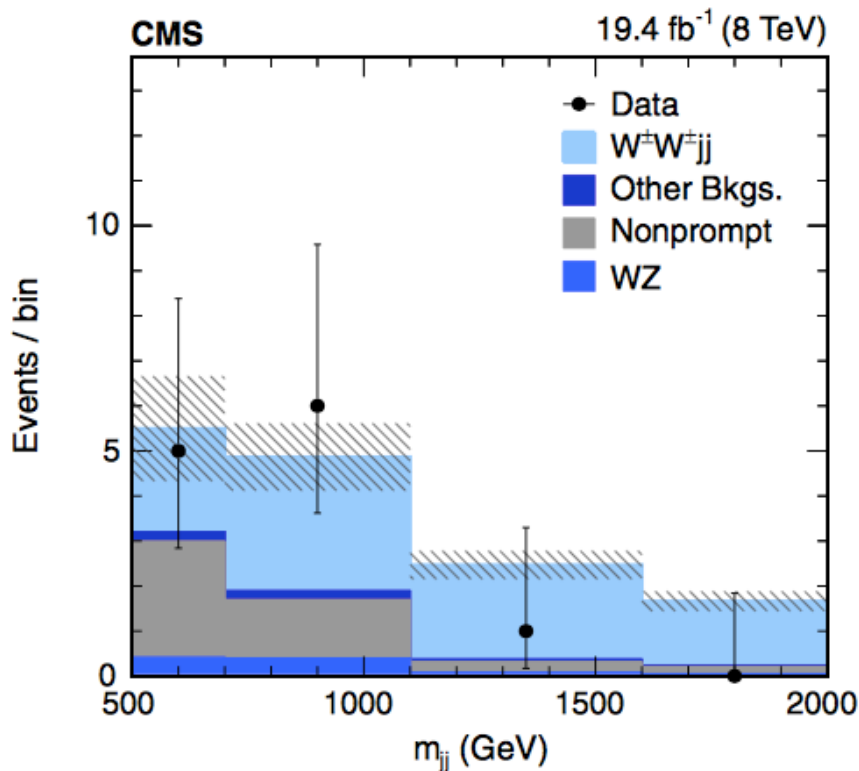 CMS 19.4 fb⁻¹ (8 TeV)
Data
W±W±jj
Other Bkgs.
Nonprompt
WZ
Events / bin
10
5
0
500 1000 1500 2000
m_jj (GeV)